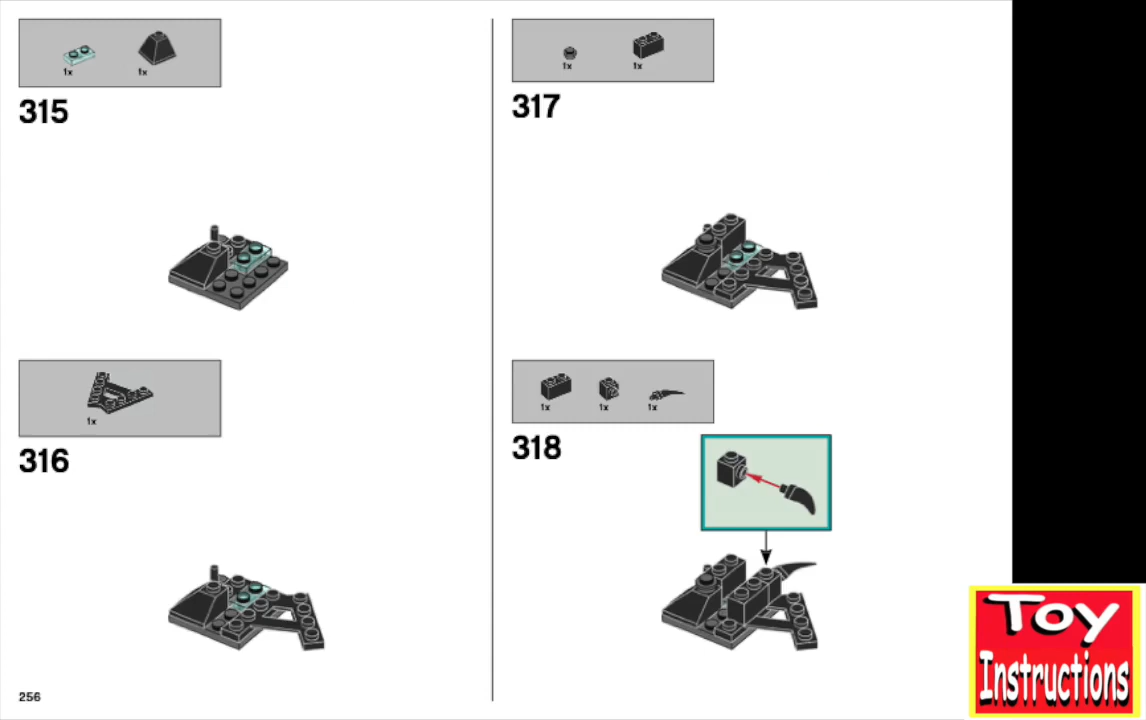 1x 1x
315
1x
316
256
1x 1x
317
1x 1x 1x
318
Toy
Instructions